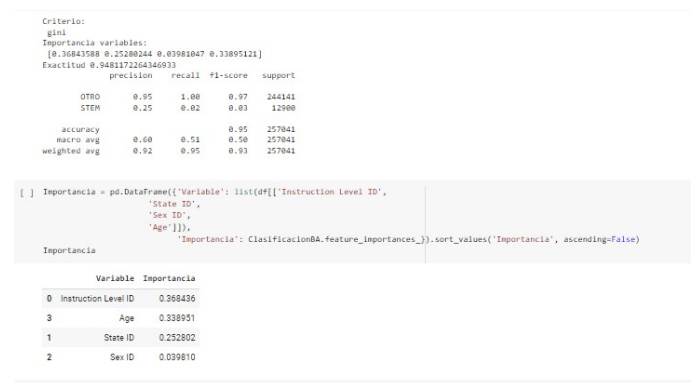 Criterio:
gini
Importancia variables:
[0.36843588 0.25280244 0.03981047 0.33895121]
Exactitud 0.9481172264346933
precision recall f1-score support
OTRO 0.95 1.00 0.97 244141
STEM 0.25 0.02 0.03 12900
accuracy 0.95 257041
macro avg 0.60 0.51 0.50 257041
weighted avg 0.92 0.95 0.93 257041
[ ] Importancia = pd.DataFrame({'Variable': list(df[['Instruction Level ID',
'State ID',
'Sex ID',
'Age']]),
'Importancia': ClasificacionBA.feature_importances_}).sort_values('Importancia', ascending=False)
Importancia
Variable Importancia
0 Instruction Level ID 0.368436
3 Age 0.338951
1 State ID 0.252802
2 Sex ID 0.039810